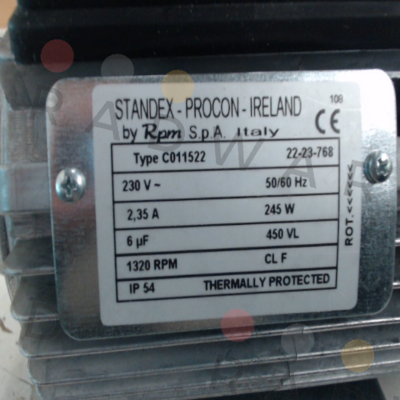 STANDEX - PROCON - IRELAND 106
by Rpm S.p.A. Italy CE
Type C011522 22-23-768
230 V~ 50/60 Hz
2,35 A 245 W
6 µF 450 VL
1320 RPM CL F
IP 54 THERMALLY PROTECTED
ROT. <<<<<<<